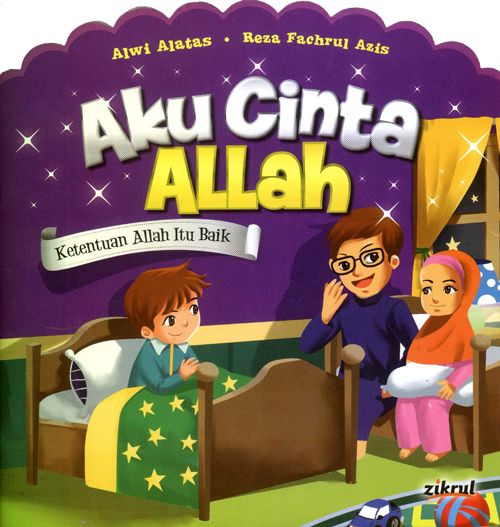 Alwi Alatas • Reza Fachrul Azis
Aku Cinta
ALLah
Ketentuan Allah Itu Baik
zikrul